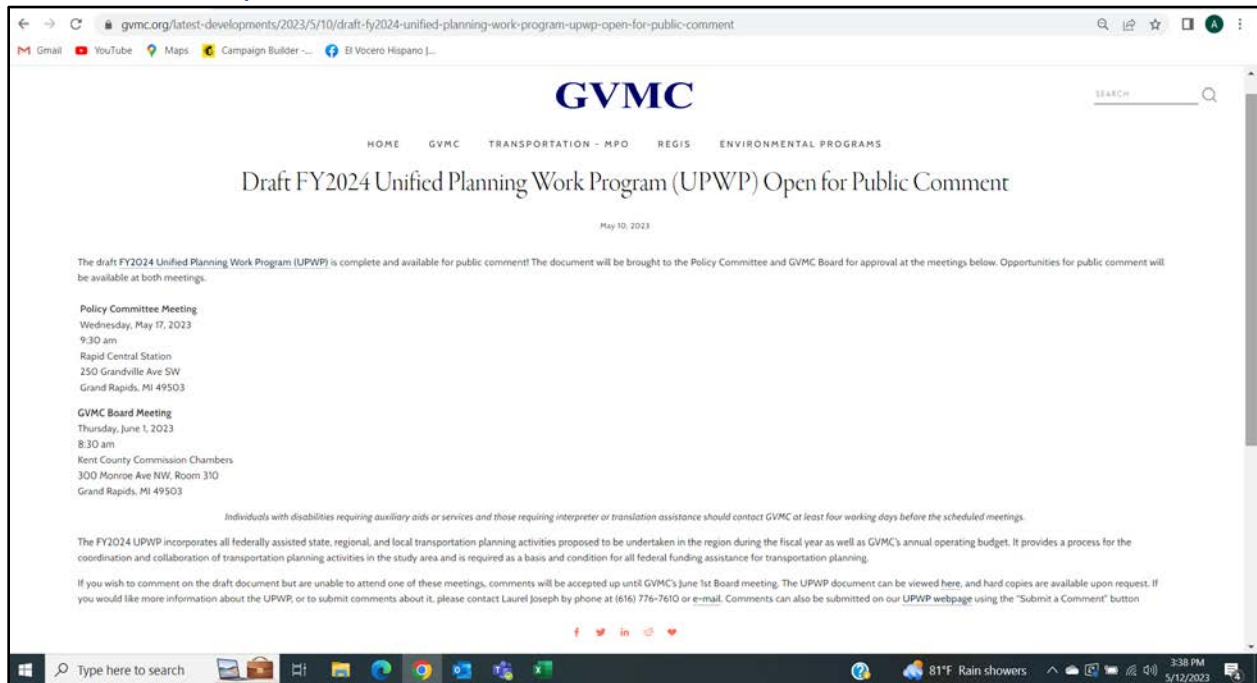 gvmc.org/latest-developments/2023/5/10/draft-fy2024-unified-planning-work-program-upwp-open-for-public-comment
A
Gmail YouTube Maps Campaign Builder -... El Vocero Hispano |...
GVMC
SEARCH
HOME GVMC TRANSPORTATION - MPO REGIS ENVIRONMENTAL PROGRAMS
Draft FY2024 Unified Planning Work Program (UPWP) Open for Public Comment
May 10, 2023
The draft FY2024 Unified Planning Work Program (UPWP) is complete and available for public comment! The document will be brought to the Policy Committee and GVMC Board for approval at the meetings below. Opportunities for public comment will
be available at both meetings.
Policy Committee Meeting
Wednesday, May 17, 2023
9:30 am
Rapid Central Station
250 Grandville Ave SW
Grand Rapids, MI 49503
GVMC Board Meeting
Thursday, June 1, 2023
8:30 am
Kent County Commission Chambers
300 Monroe Ave NW, Room 310
Grand Rapids, MI 49503
Individuals with disabilities requiring auxiliary aids or services and those requiring interpreter or translation assistance should contact GVMC at least four working days before the scheduled meetings.
The FY2024 UPWP incorporates all federally assisted state, regional, and local transportation planning activities proposed to be undertaken in the region during the fiscal year as well as GVMC's annual operating budget. It provides a process for the
coordination and collaboration of transportation planning activities in the study area and is required as a basis and condition for all federal funding assistance for transportation planning.
If you wish to comment on the draft document but are unable to attend one of these meetings, comments will be accepted up until GVMC's June 1st Board meeting. The UPWP document can be viewed here, and hard copies are available upon request. If
you would like more information about the UPWP, or to submit comments about it, please contact Laurel Joseph by phone at (616) 776-7610 or e-mail. Comments can also be submitted on our UPWP webpage using the "Submit a Comment" button
Type here to search
81°F Rain showers
3:38 PM
5/12/2023